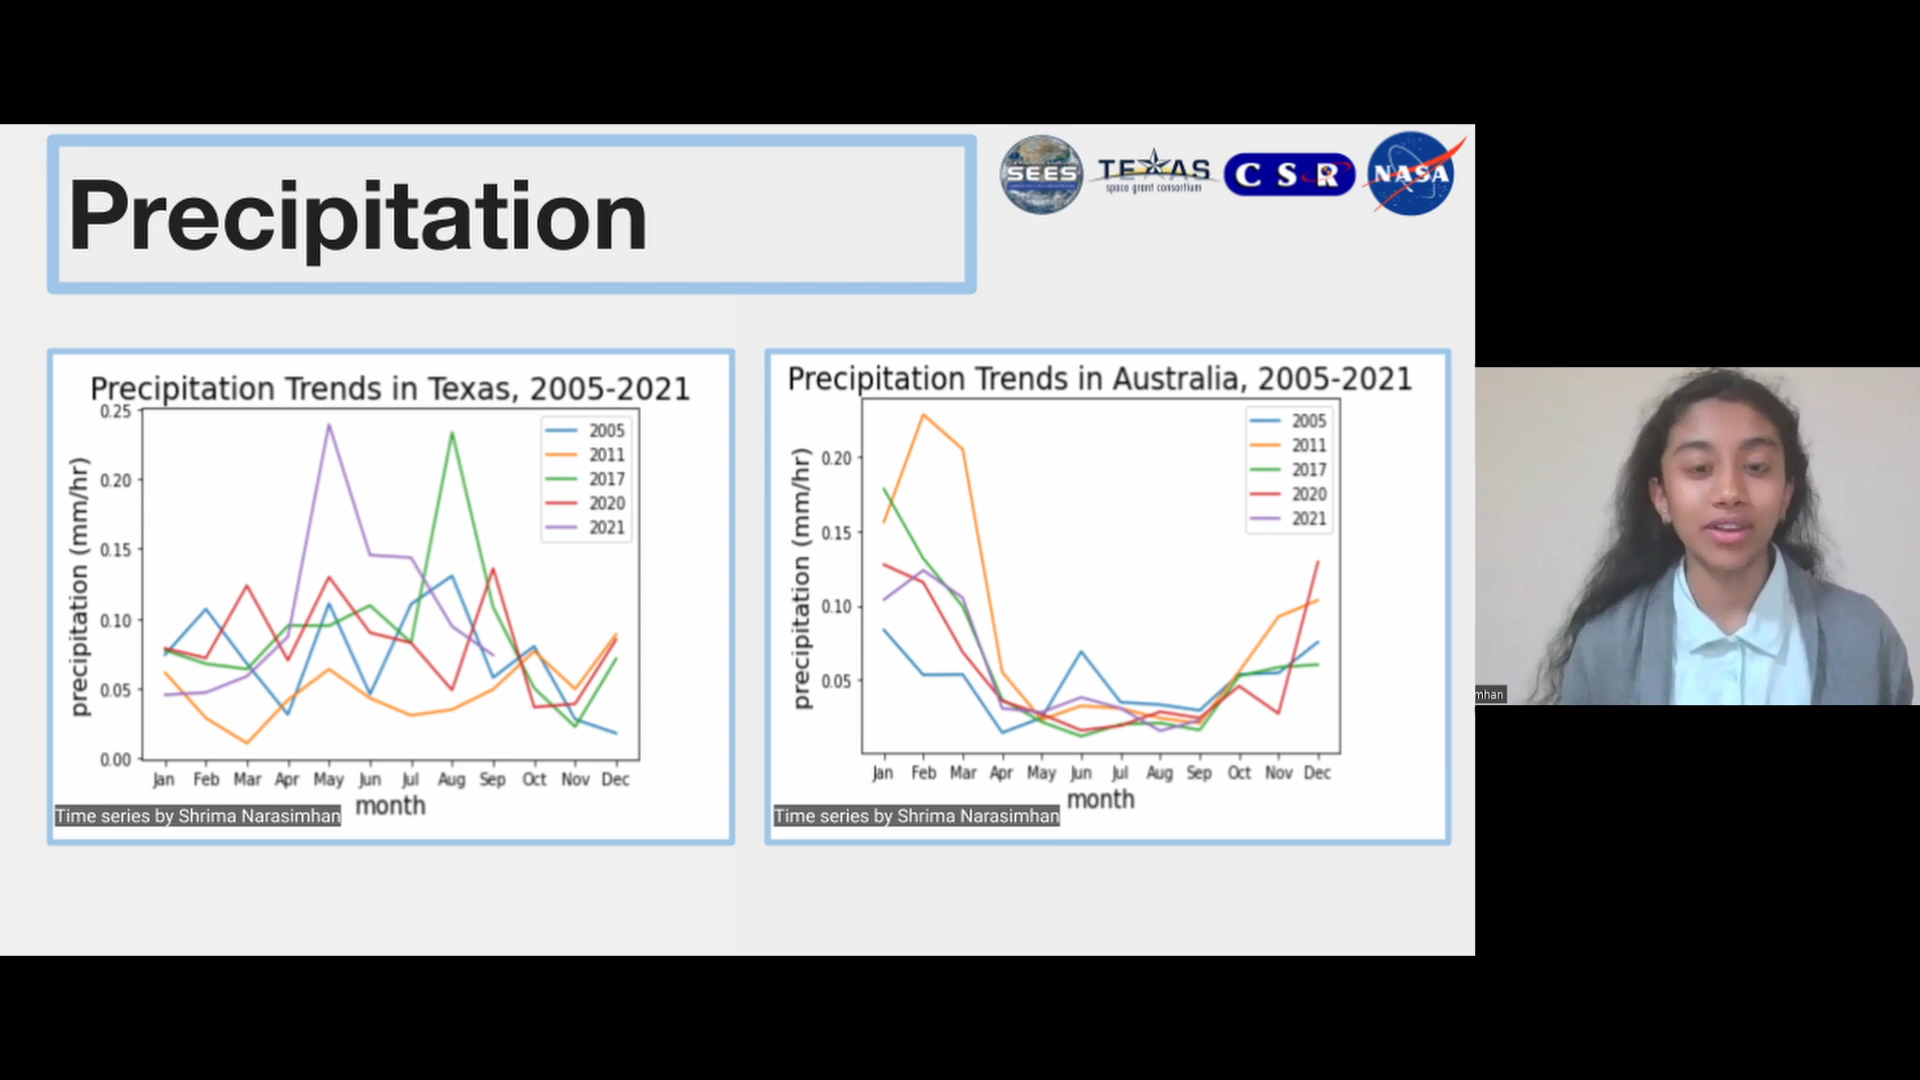 Precipitation
SEES
TEXAS
space grant consortium
CSR
NASA
Precipitation Trends in Texas, 2005-2021
precipitation (mm/hr)
0.25
0.20
0.15
0.10
0.05
0.00
2005
2011
2017
2020
2021
Jan Feb Mar Apr May Jun Jul Aug Sep Oct Nov Dec
month
Time series by Shrima Narasimhan
Precipitation Trends in Australia, 2005-2021
precipitation (mm/hr)
0.20
0.15
0.10
0.05
2005
2011
2017
2020
2021
Jan Feb Mar Apr May Jun Jul Aug Sep Oct Nov Dec
month
Time series by Shrima Narasimhan
mhan